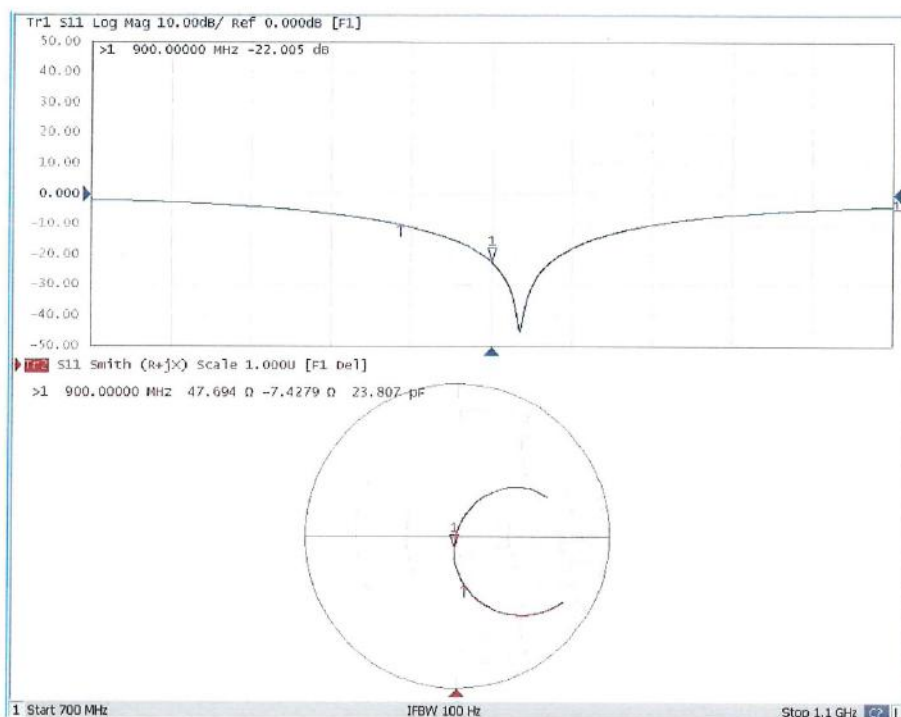 Tr1 S11 Log Mag 10.00dB/ Ref 0.000dB [F1]
50.00
>1 900.00000 MHz -22.005 dB
40.00
30.00
20.00
10.00
0.000
1
-10.00
1
-20.00
-30.00
-40.00
-50.00
Tr2 S11 Smith (R+jX) Scale 1.000U [F1 Del]
>1 900.00000 MHz 47.694 Ω -7.4279 Ω 23.807 pF
1
1 Start 700 MHz IFBW 100 Hz Stop 1.1 GHz C?